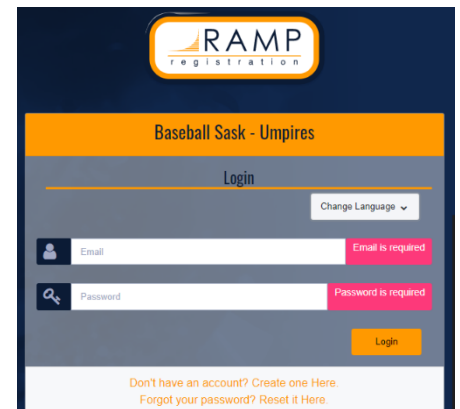 RAMP
registration
Baseball Sask - Umpires
Login
Change Language
Email
Email is required
Password
Password is required
Login
Don't have an account? Create one Here.
Forgot your password? Reset it Here.